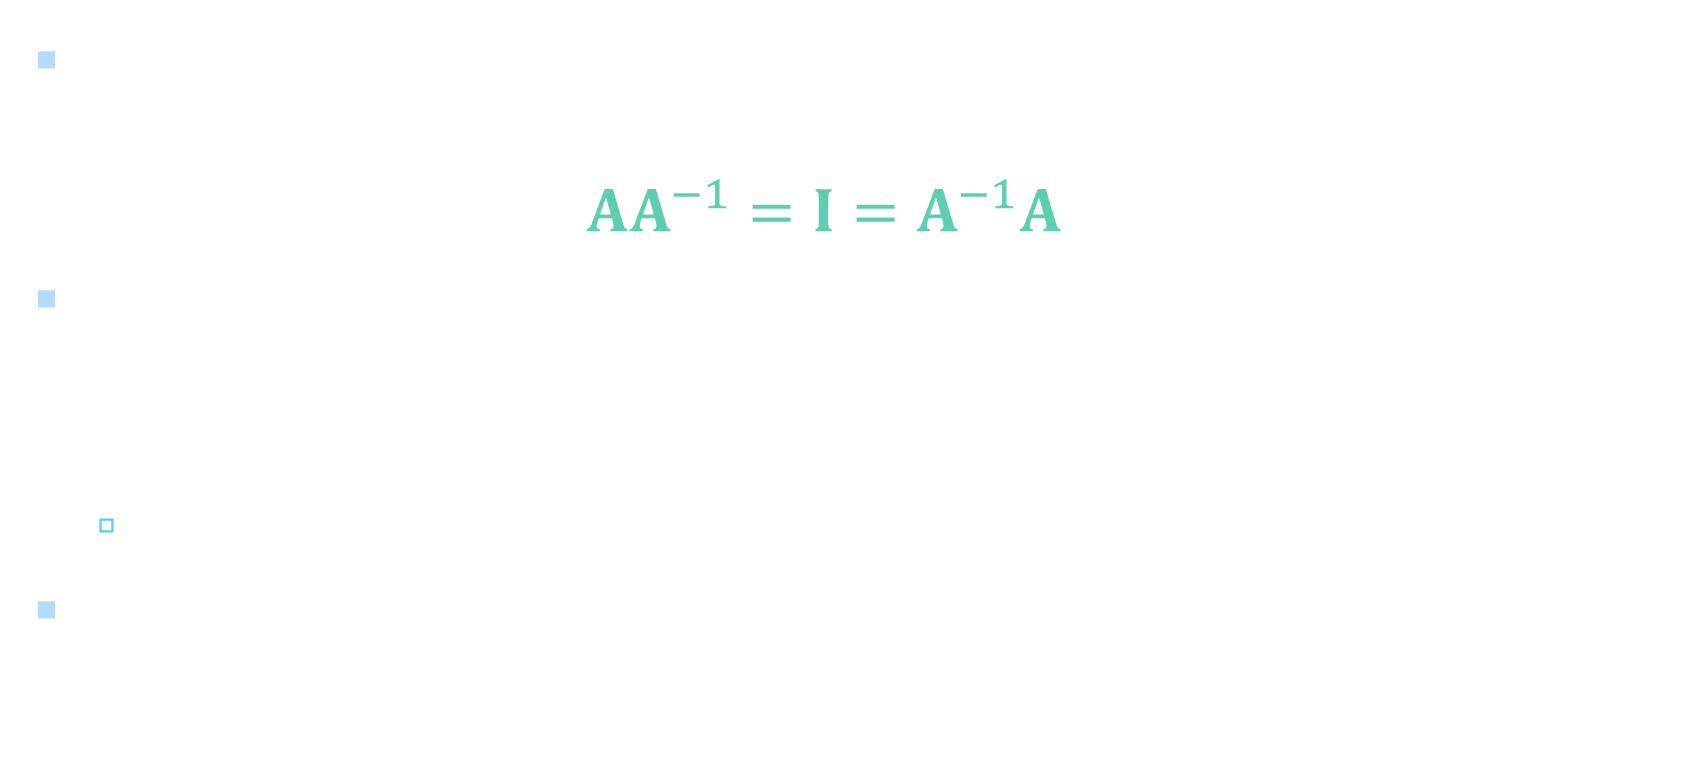 𝐀𝐀⁻¹ = 𝐈 = 𝐀⁻¹𝐀